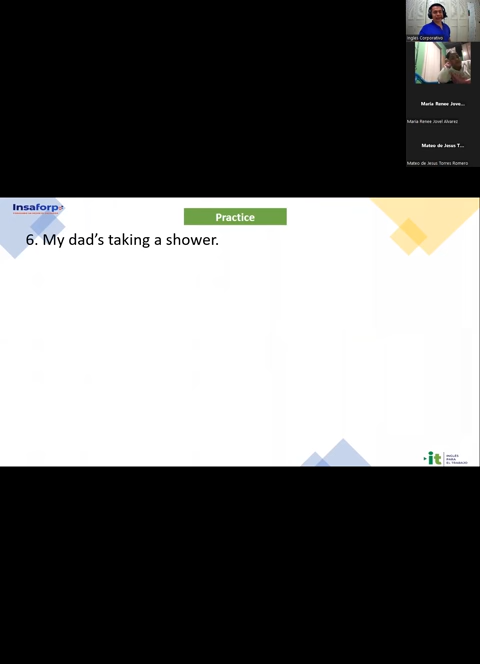 Ingles Corporativo
Maria Renee Jove...
Maria Renee Jovel Alvarez
Mateo de Jesus T...
Mateo de Jesus Torres Romero
Insaforp
Practice
6. My dad's taking a shower.
it
INGLÉS
PARA
EL TRABAJO